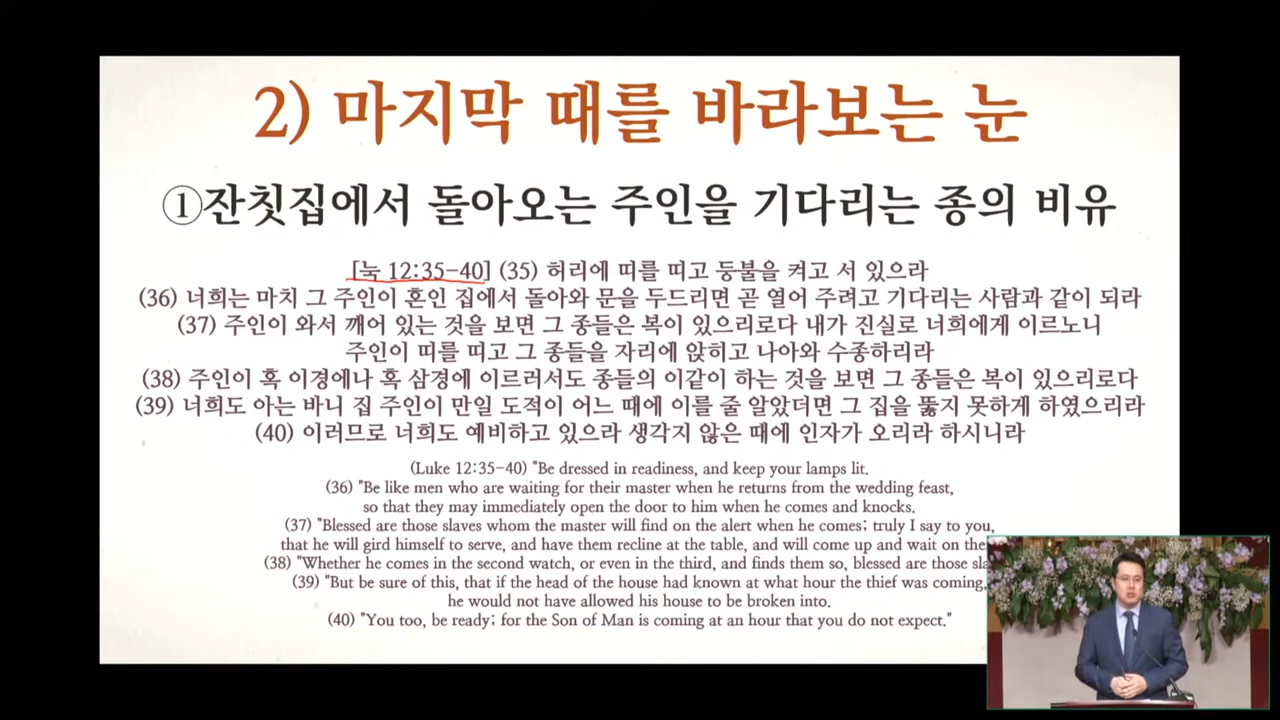 2) 마지막 때를 바라보는 눈
①잔칫집에서 돌아오는 주인을 기다리는 종의 비유
[눅 12:35-40] (35) 허리에 띠를 띠고 등불을 켜고 서 있으라
(36) 너희는 마치 그 주인이 혼인 집에서 돌아와 문을 두드리면 곧 열어 주려고 기다리는 사람과 같이 되라
(37) 주인이 와서 깨어 있는 것을 보면 그 종들은 복이 있으리로다 내가 진실로 너희에게 이르노니
주인이 띠를 띠고 그 종들을 자리에 앉히고 나아와 수종하리라
(38) 주인이 혹 이경에나 혹 삼경에 이르러서도 종들의 이같이 하는 것을 보면 그 종들은 복이 있으리로다
(39) 너희도 아는 바니 집 주인이 만일 도적이 어느 때에 이를 줄 알았더면 그 집을 뚫지 못하게 하였으리라
(40) 이러므로 너희도 예비하고 있으라 생각지 않은 때에 인자가 오리라 하시니라
(Luke 12:35-40) "Be dressed in readiness, and keep your lamps lit.
(36) "Be like men who are waiting for their master when he returns from the wedding feast,
so that they may immediately open the door to him when he comes and knocks.
(37) "Blessed are those slaves whom the master will find on the alert when he comes; truly I say to you,
that he will gird himself to serve, and have them recline at the table, and will come up and wait on
(38) "Whether he comes in the second watch, or even in the third, and finds them so, blessed are those
(39) "But be sure of this, that if the head of the house had known at what hour the thief was coming,
he would not have allowed his house to be broken into.
(40) "You too, be ready; for the Son of Man is coming at an hour that you do not expect."